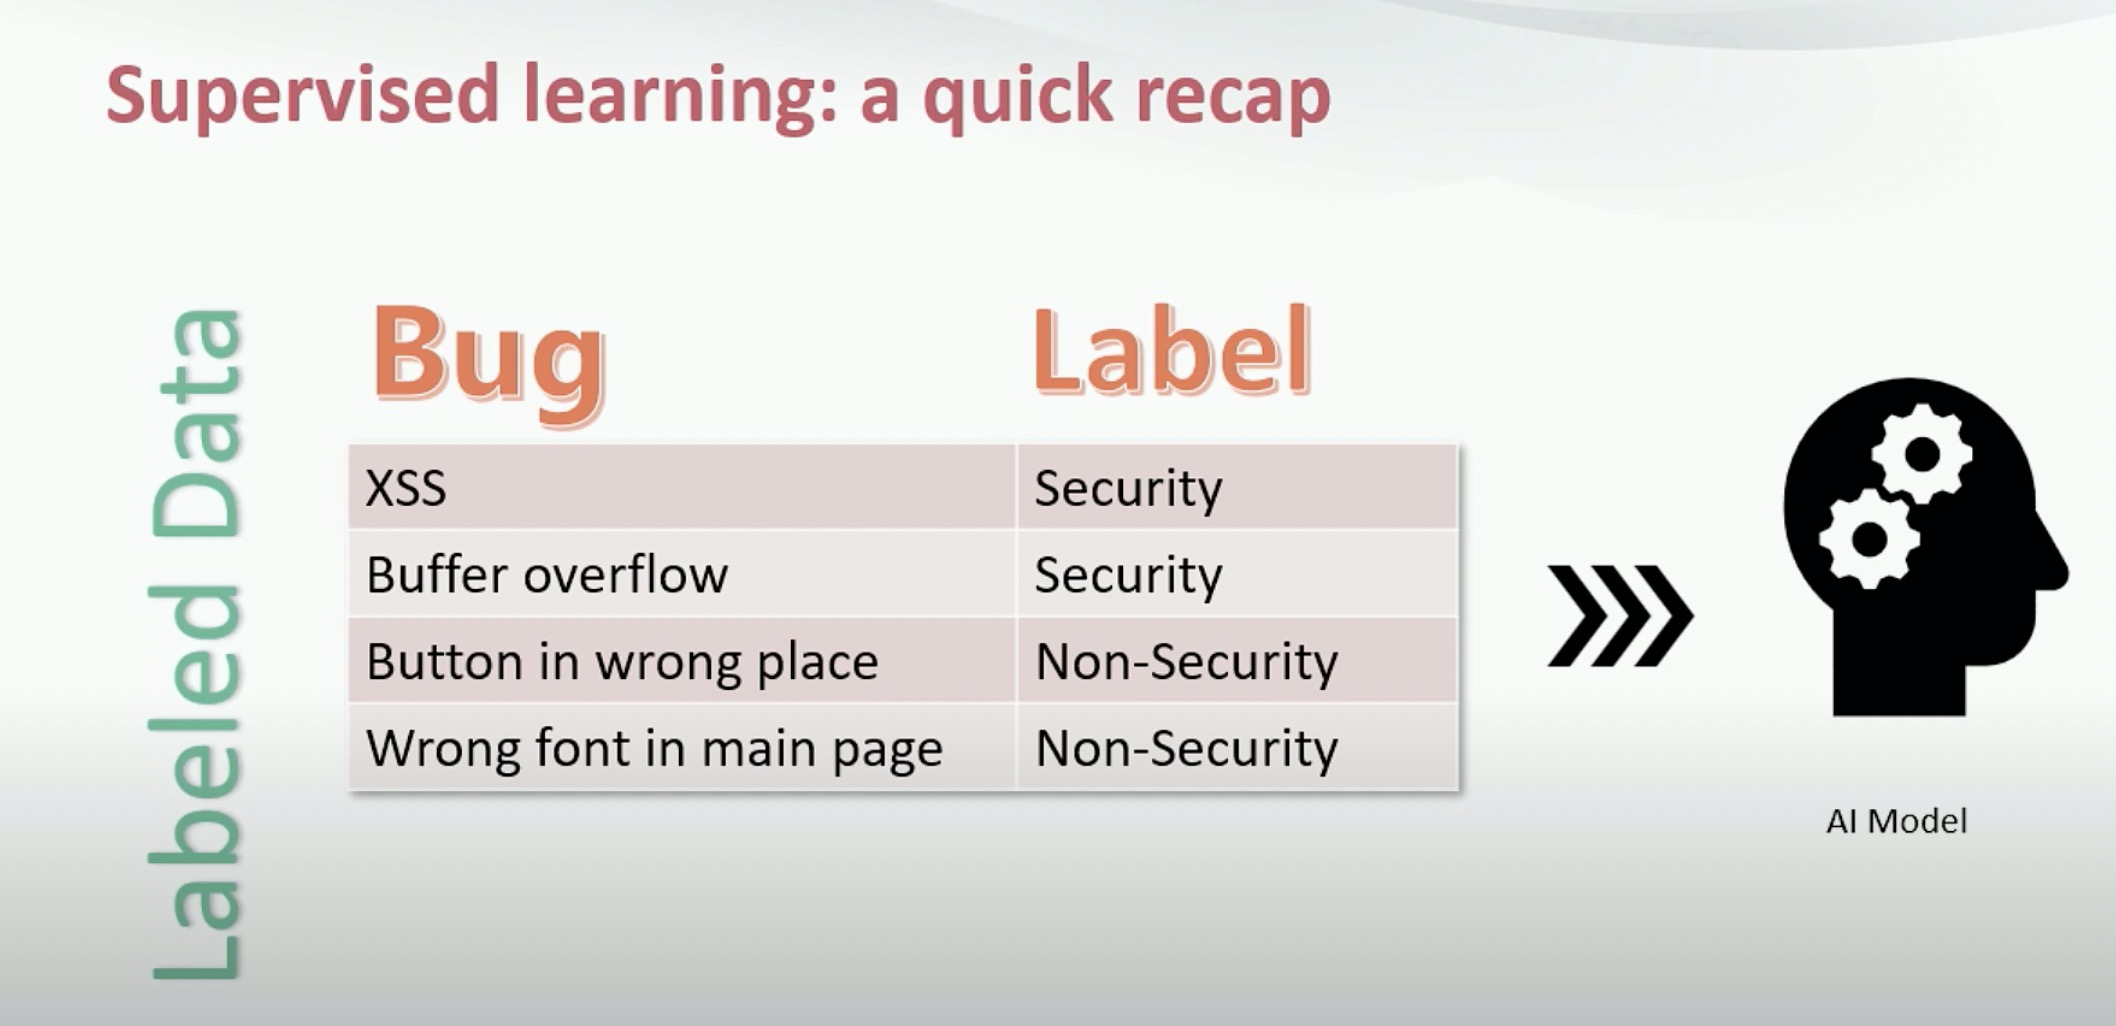 Supervised learning: a quick recap
Labeled Data
Bug Label
XSS Security
Buffer overflow Security
Button in wrong place Non-Security
Wrong font in main page Non-Security
AI Model